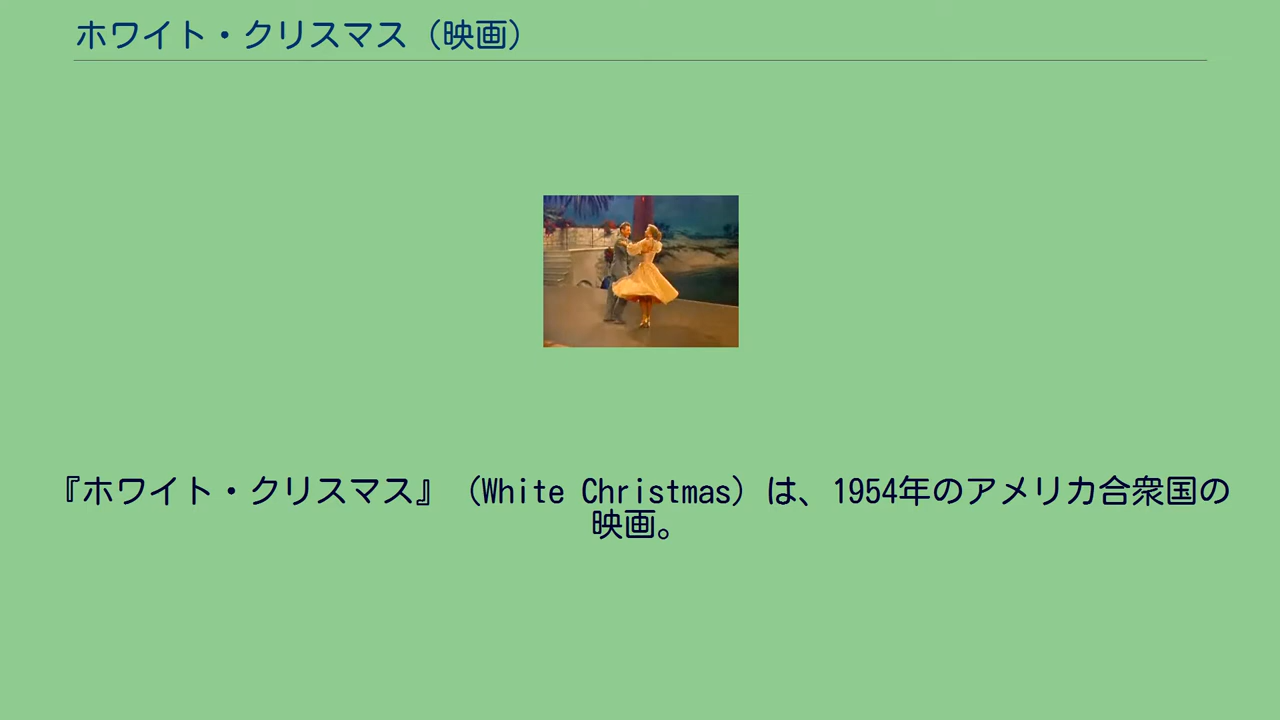 ホワイト・クリスマス（映画）
『ホワイト・クリスマス』（White Christmas）は、1954年のアメリカ合衆国の
映画。